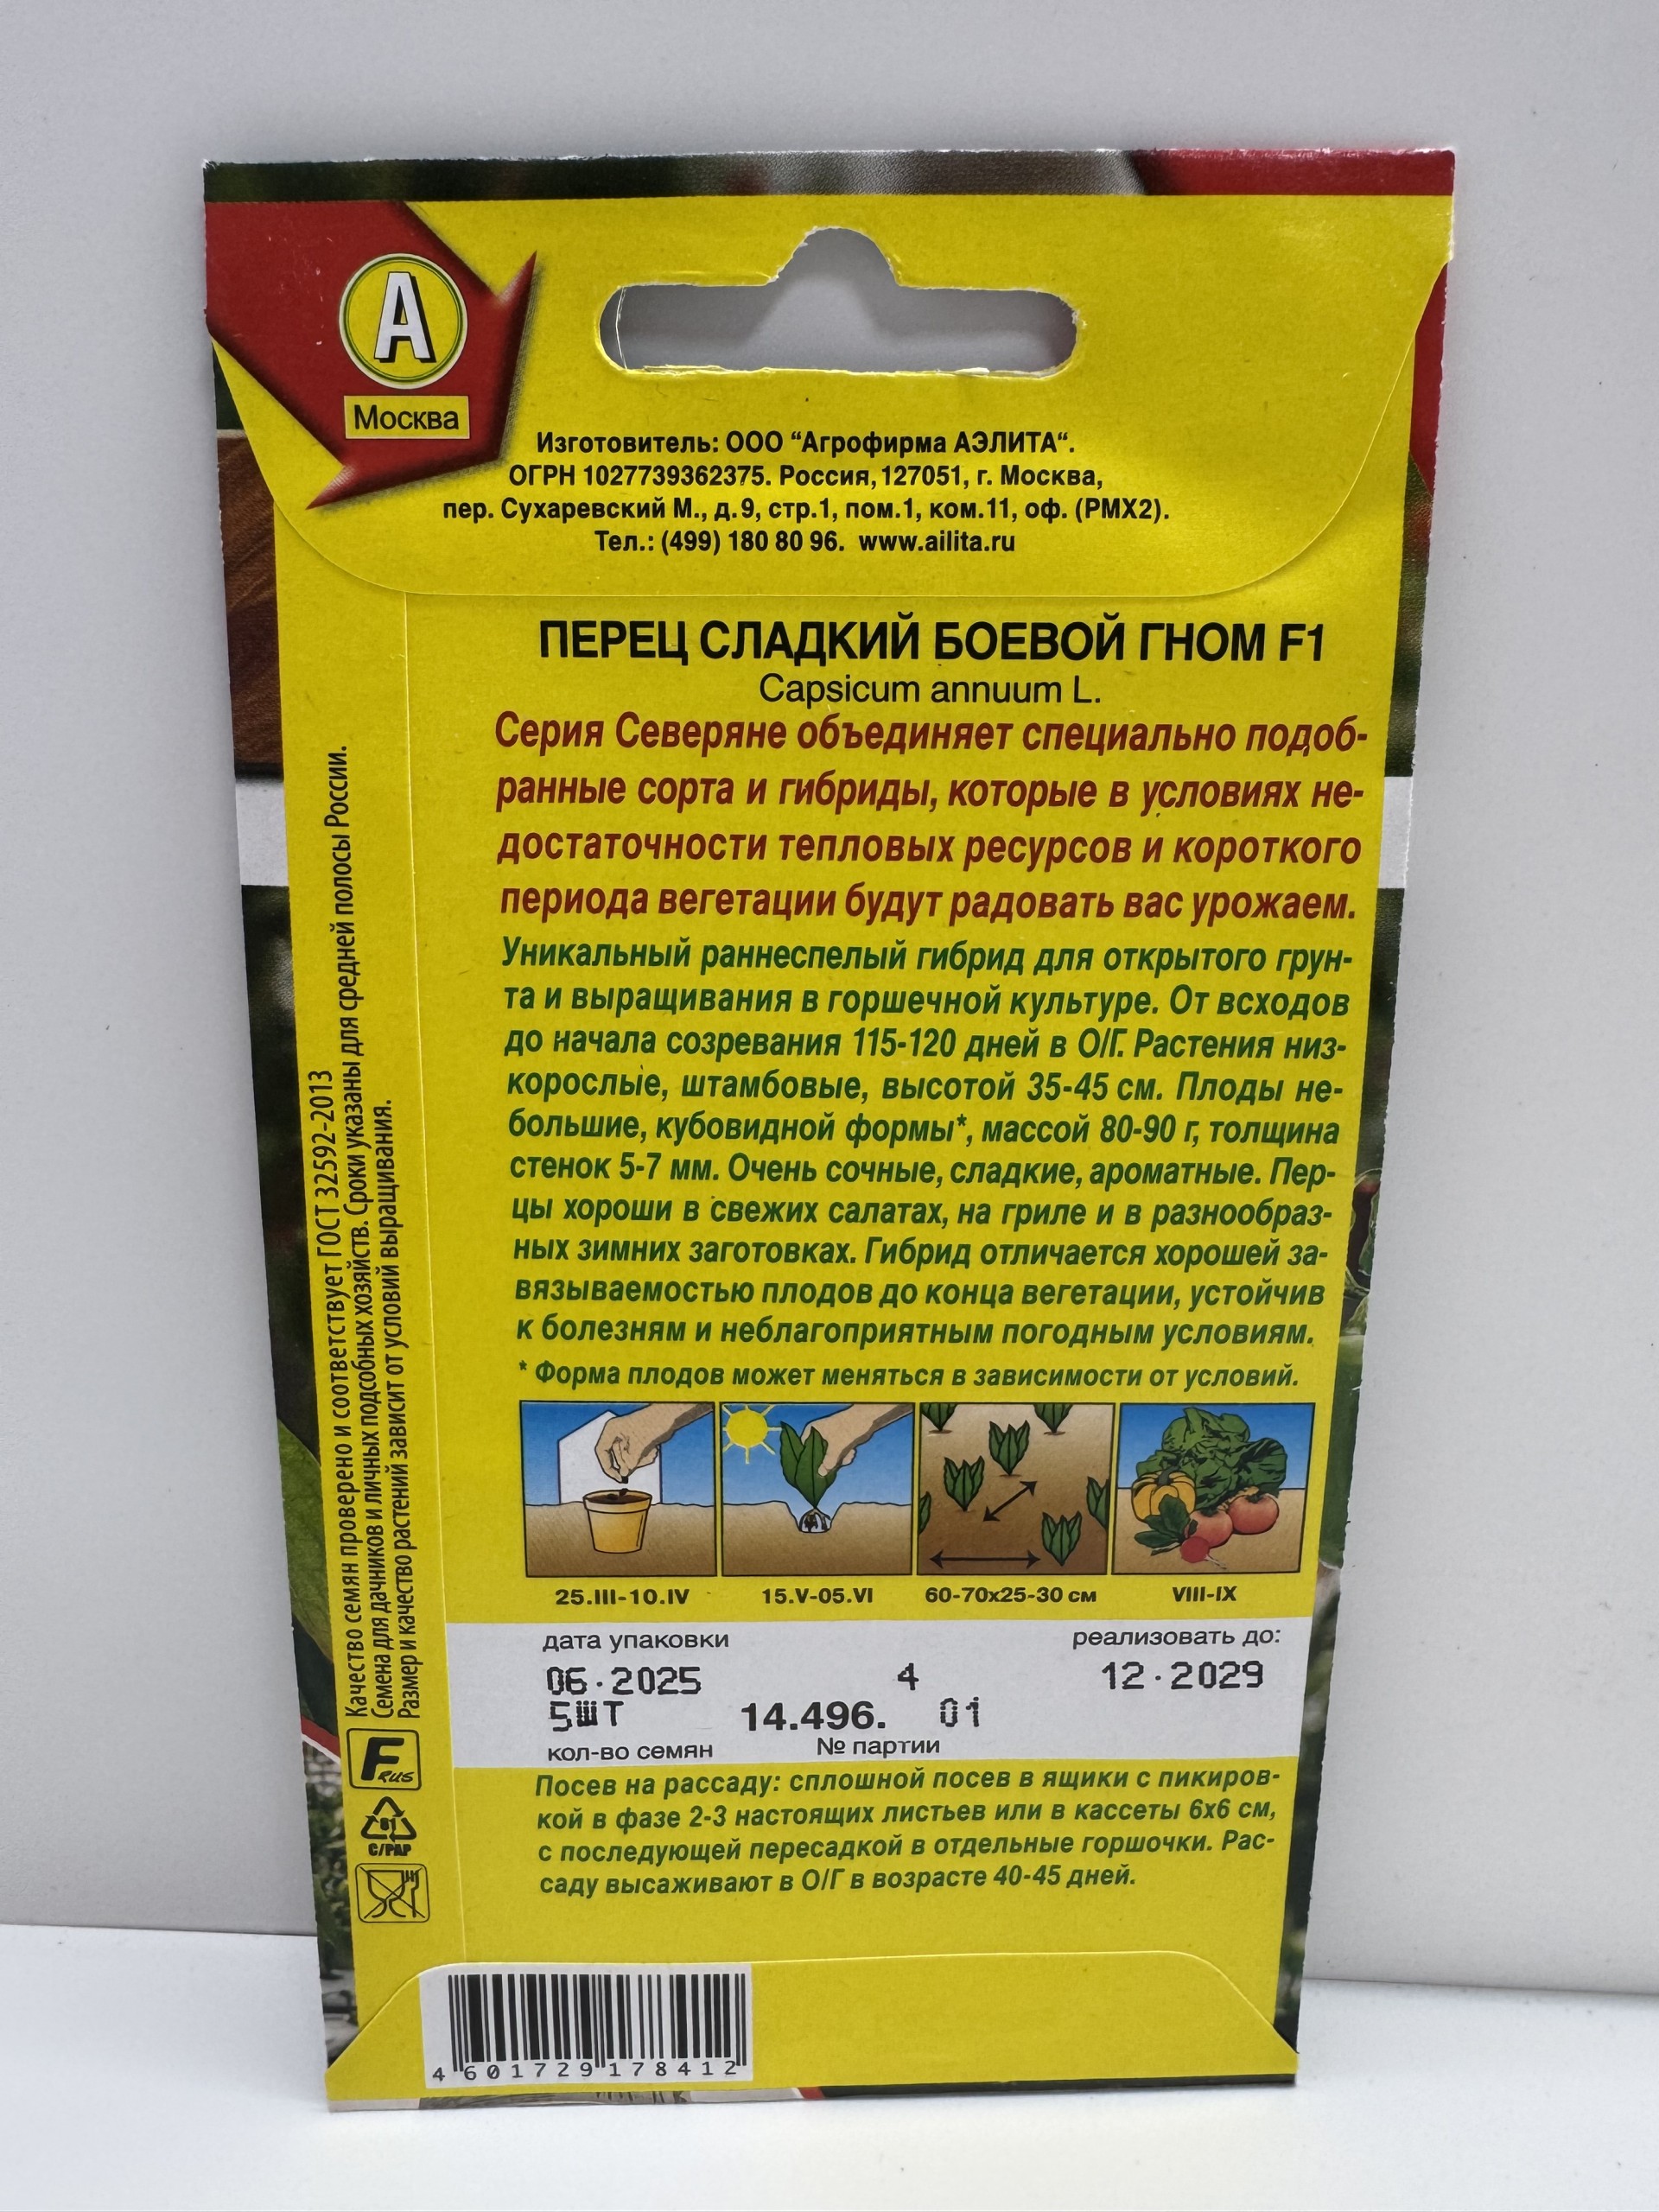 А
Москва
Изготовитель: ООО “Агрофирма АЭЛИТА“.
ОГРН 1027739362375. Россия, 127051, г. Москва,
пер. Сухаревский М., д.9, стр.1, пом.1, ком.11, оф. (РМХ2).
Тел.: (499) 180 80 96. www.ailita.ru
ПЕРЕЦ СЛАДКИЙ БОЕВОЙ ГНОМ F1
Capsicum annuum L.
Серия Северяне объединяет специально подоб-
ранные сорта и гибриды, которые в условиях не-
достаточности тепловых ресурсов и короткого
периода вегетации будут радовать вас урожаем.
Уникальный раннеспелый гибрид для открытого грун-
та и выращивания в горшечной культуре. От всходов
до начала созревания 115-120 дней в О/Г. Растения низ-
корослые, штамбовые, высотой 35-45 см. Плоды не-
большие, кубовидной формы*, массой 80-90 г, толщина
стенок 5-7 мм. Очень сочные, сладкие, ароматные. Пер-
цы хороши в свежих салатах, на гриле и в разнообраз-
ных зимних заготовках. Гибрид отличается хорошей за-
вязываемостью плодов до конца вегетации, устойчив
к болезням и неблагоприятным погодным условиям.
* Форма плодов может меняться в зависимости от условий.
25.III-10.IV 15.V-05.VI 60-70х25-30 см VIII-IX
дата упаковки реализовать до:
06.2025 4 12.2029
5ШТ 14.496. 01
кол-во семян № партии
Посев на рассаду: сплошной посев в ящики с пикиров-
кой в фазе 2-3 настоящих листьев или в кассеты 6х6 см,
с последующей пересадкой в отдельные горшочки. Рас-
саду высаживают в О/Г в возрасте 40-45 дней.
Качество семян проверено и соответствует ГОСТ 32592-2013
Семена для дачников и личных подсобных хозяйств. Сроки указаны для средней полосы России.
Размер и качество растений зависит от условий выращивания.
F RUS
81
C/PAP
4 601729 178412